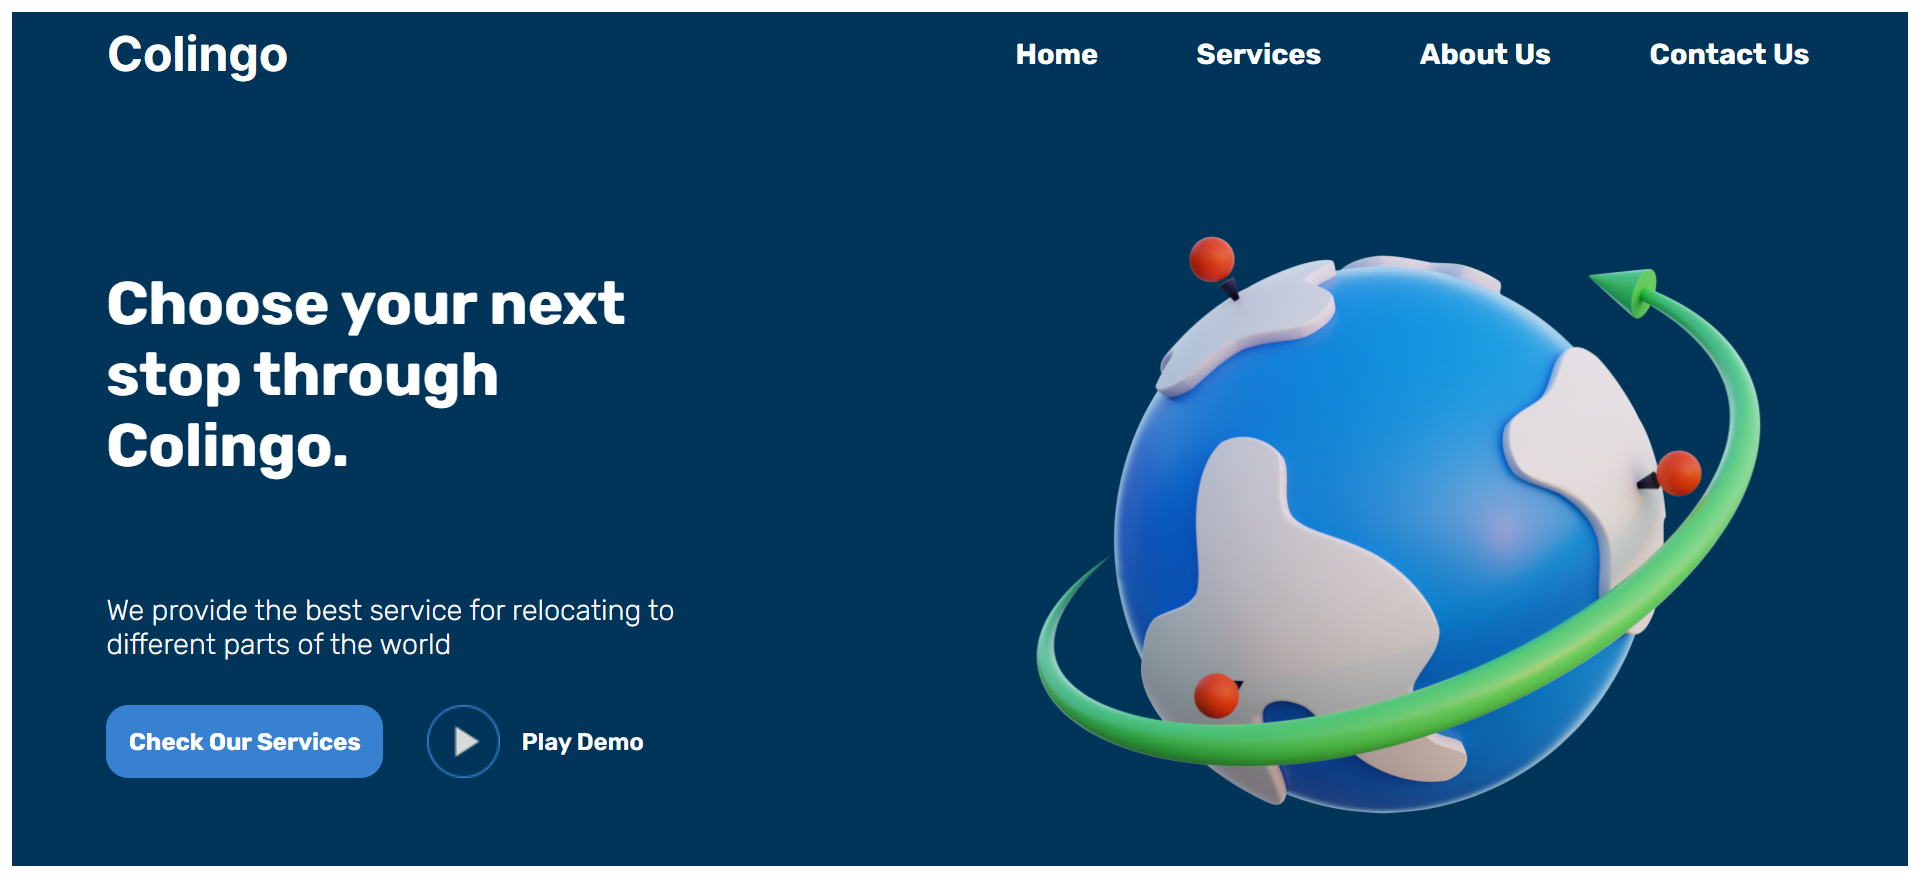 Colingo
Home Services About Us Contact Us
Choose your next
stop through
Colingo.
We provide the best service for relocating to
different parts of the world
Check Our Services
Play Demo